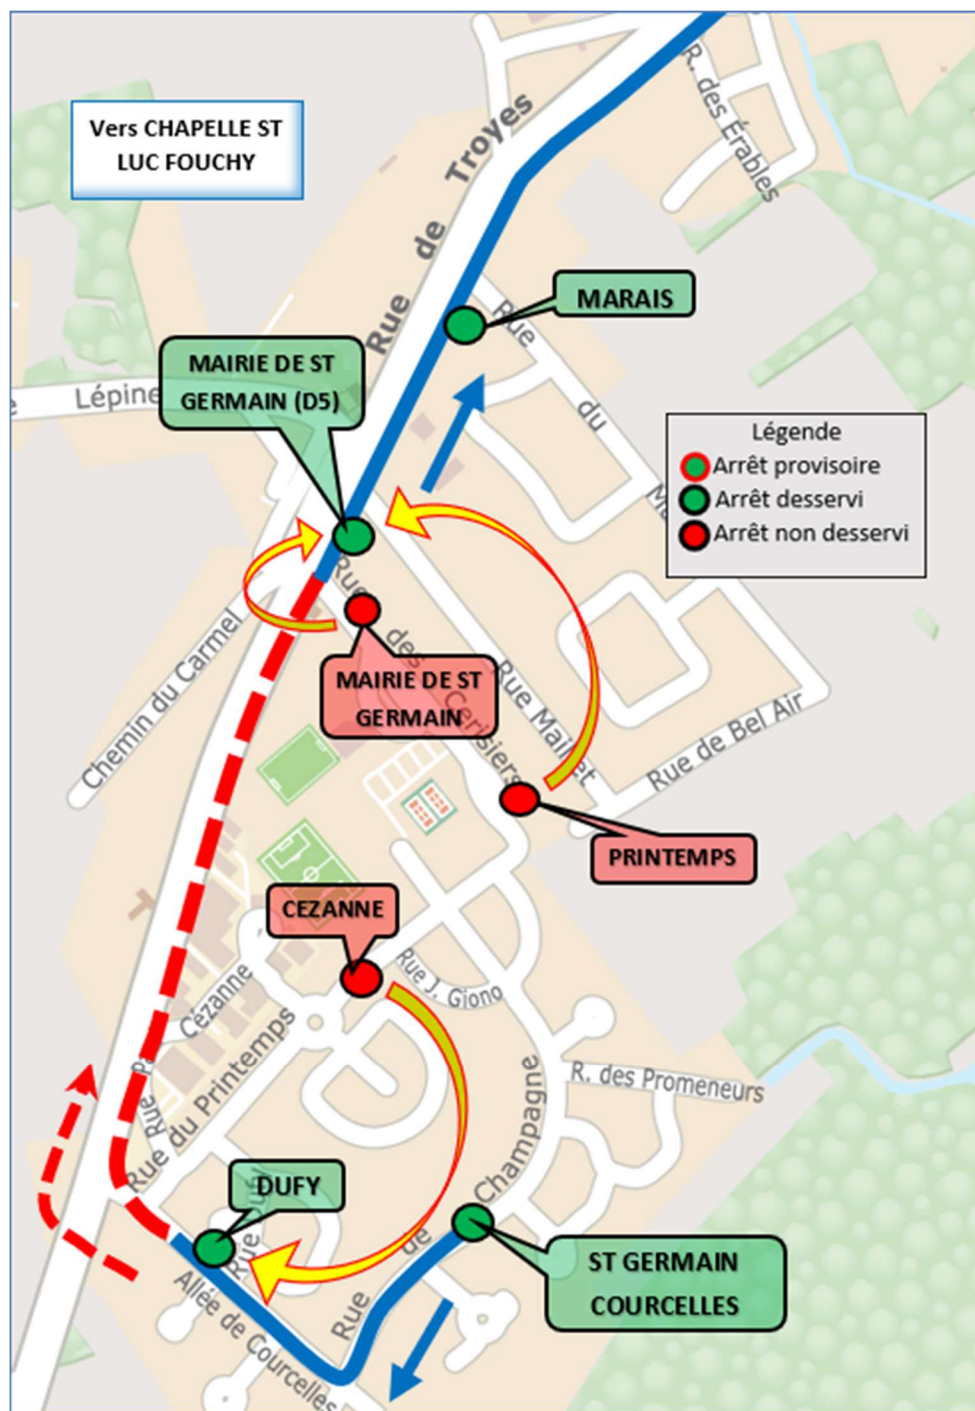 Vers CHAPELLE ST
LUC FOUCHY
R. des Érables
Rue de Troyes
MARAIS
Rue du
MAIRIE DE ST
GERMAIN (D5)
Lépine
Légende
Arrêt provisoire
Arrêt desservi
Arrêt non desservi
Chemin du Carmel
Rue des Cerisiers
MAIRIE DE ST
GERMAIN
Rue Maillet
Rue de Bel Air
PRINTEMPS
CEZANNE
Rue J. Giono
Cézanne
Rue
Rue du Printemps
R. des Promeneurs
Rue de Champagne
DUFY
Rue
Allée de Courcelles
ST GERMAIN
COURCELLES